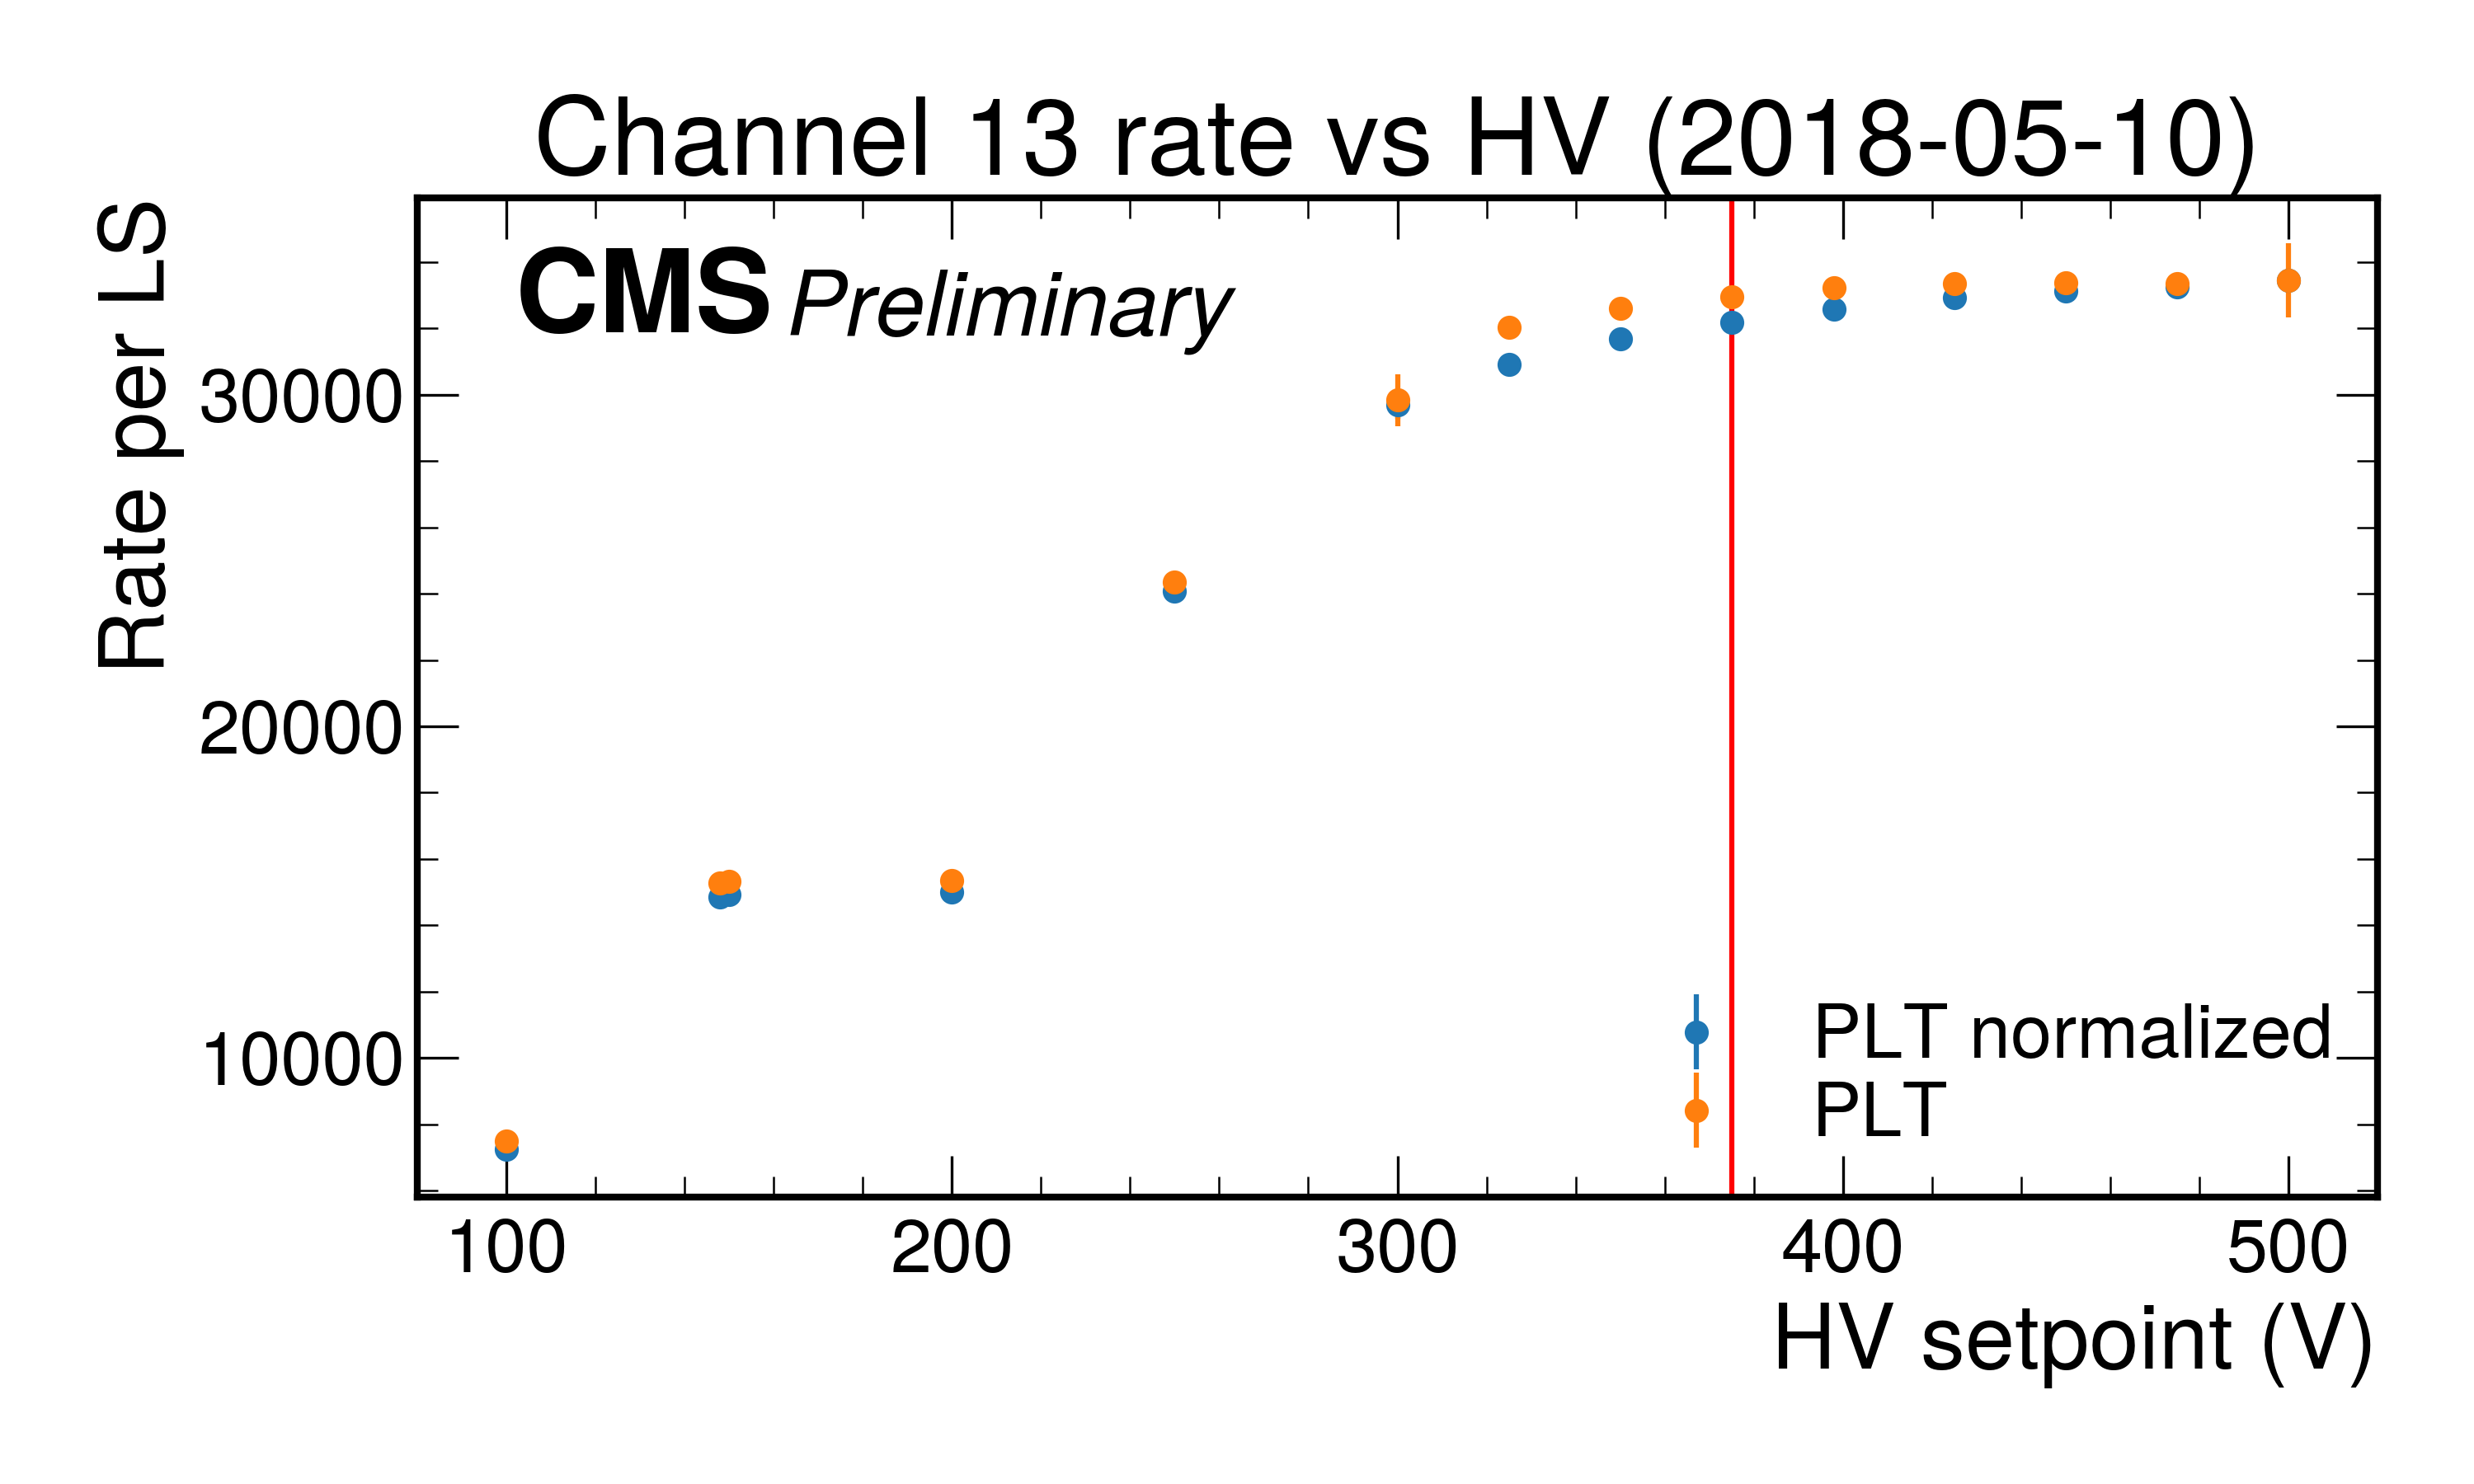 Channel 13 rate vs HV (2018-05-10)
CMS Preliminary
Rate per LS
30000
20000
10000
PLT normalized
PLT
100 200 300 400 500
HV setpoint (V)